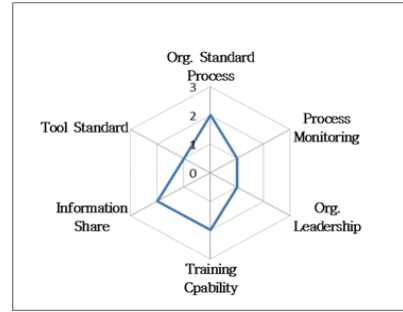 Org. Standard
Process
3
2
1
0
Tool Standard
Process
Monitoring
Information
Share
Org.
Leadership
Training
Cpability